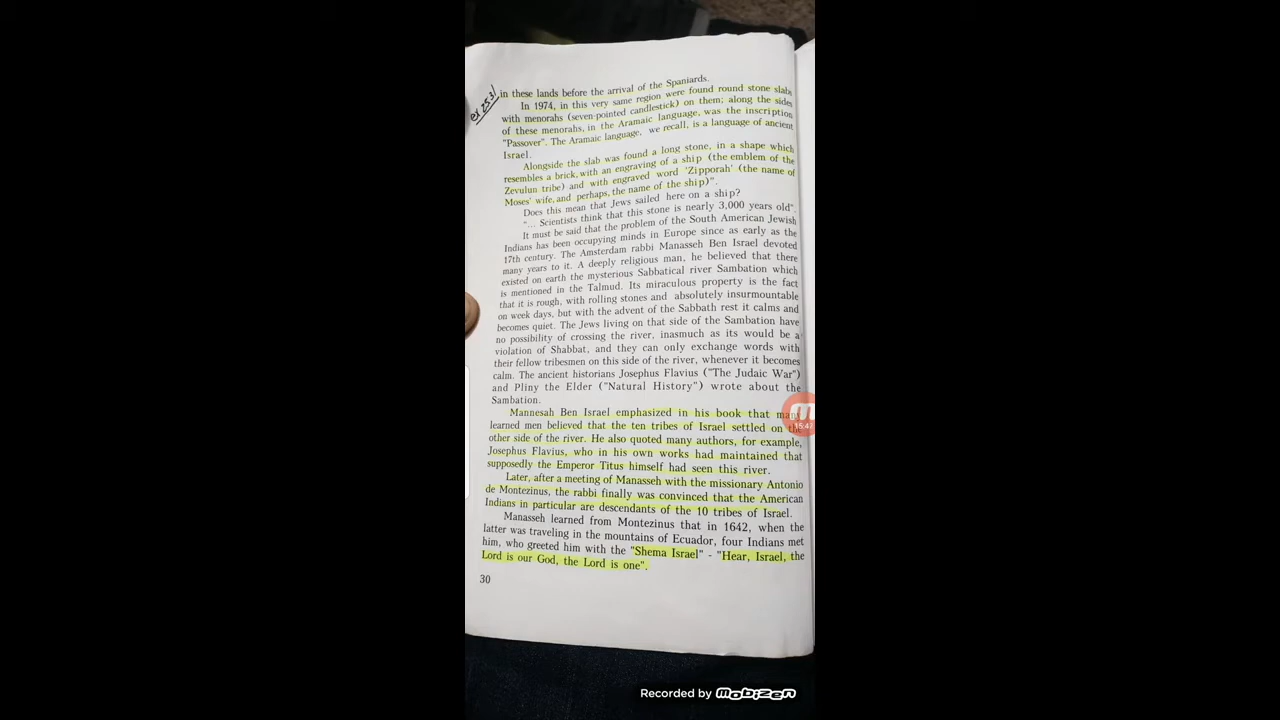 ex 253!
in these lands before the arrival of the Spaniards.
In 1974, in this very same region were found round stone slabs
with menorahs (seven-pointed candlestick) on them; along the sides
of these menorahs, in the Aramaic language, was the inscription
"Passover". The Aramaic language, we recall, is a language of ancient
Israel.
Alongside the slab was found a long stone, in a shape which
resembles a brick, with an engraving of a ship (the emblem of the
Zevulun tribe) and with engraved word 'Zipporah' (the name of
Moses' wife, and perhaps, the name of the ship)".
Does this mean that Jews sailed here on a ship?
"... Scientists think that this stone is nearly 3,000 years old".
It must be said that the problem of the South American Jewish
Indians has been occupying minds in Europe since as early as the
17th century. The Amsterdam rabbi Manasseh Ben Israel devoted
many years to it. A deeply religious man, he believed that there
existed on earth the mysterious Sabbatical river Sambation which
is mentioned in the Talmud. Its miraculous property is the fact
that it is rough, with rolling stones and absolutely insurmountable
on week days, but with the advent of the Sabbath rest it calms and
becomes quiet. The Jews living on that side of the Sambation have
no possibility of crossing the river, inasmuch as its would be a
violation of Shabbat, and they can only exchange words with
their fellow tribesmen on this side of the river, whenever it becomes
calm. The ancient historians Josephus Flavius ("The Judaic War")
and Pliny the Elder ("Natural History") wrote about the
Sambation.
Mannesah Ben Israel emphasized in his book that many
learned men believed that the ten tribes of Israel settled on the
other side of the river. He also quoted many authors, for example,
Josephus Flavius, who in his own works had maintained that
supposedly the Emperor Titus himself had seen this river.
Later, after a meeting of Manasseh with the missionary Antonio
de Montezinus, the rabbi finally was convinced that the American
Indians in particular are descendants of the 10 tribes of Israel.
Manasseh learned from Montezinus that in 1642, when the
latter was traveling in the mountains of Ecuador, four Indians met
him, who greeted him with the "Shema Israel" - "Hear, Israel, the
Lord is our God, the Lord is one".
30
15:47
Recorded by MOBIZEN